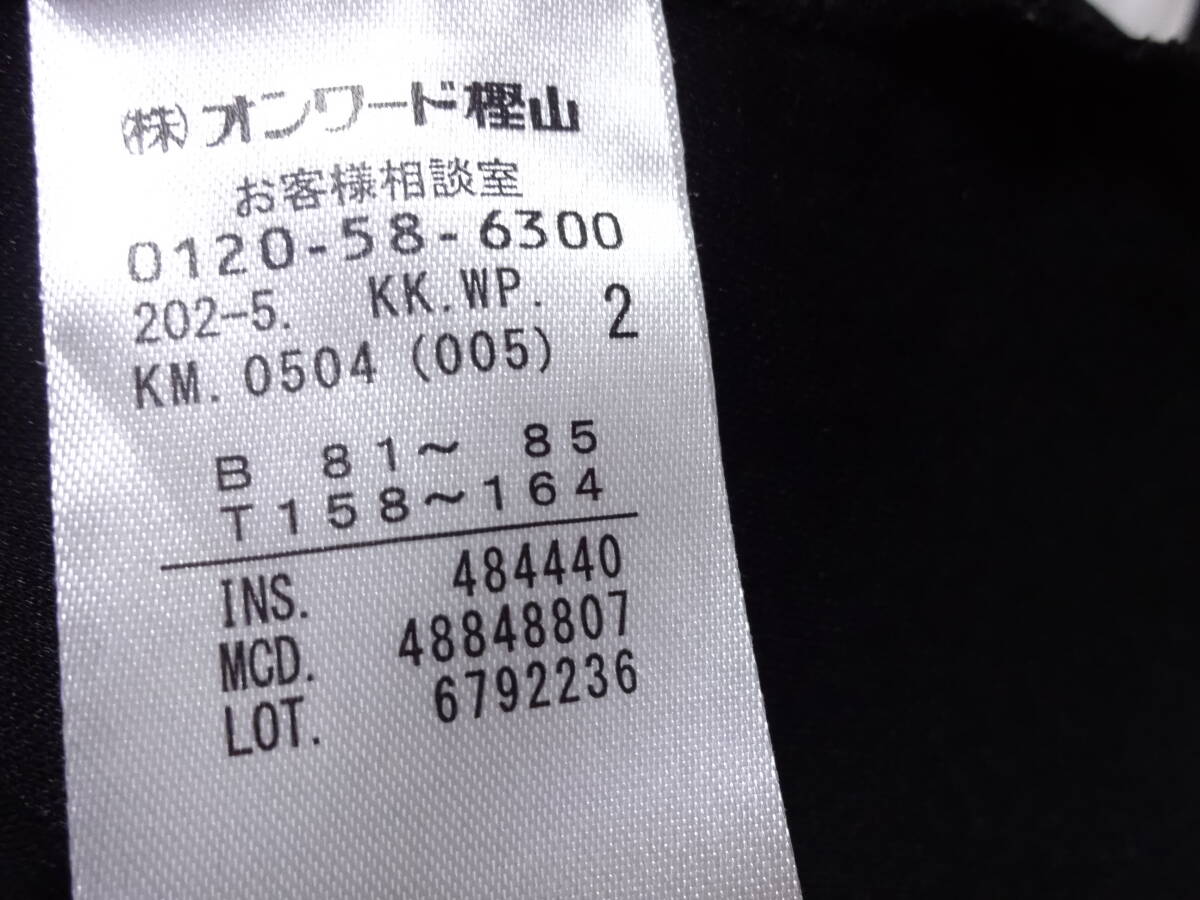 ㈱オンワード樫山
お客様相談室
0120-58-6300
202-5. KK.WP. 2
KM.0504 (005)
B 81～ 85
T158～164
INS. 484440
MCD. 48848807
LOT. 6792236